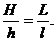 H/h = L/l.